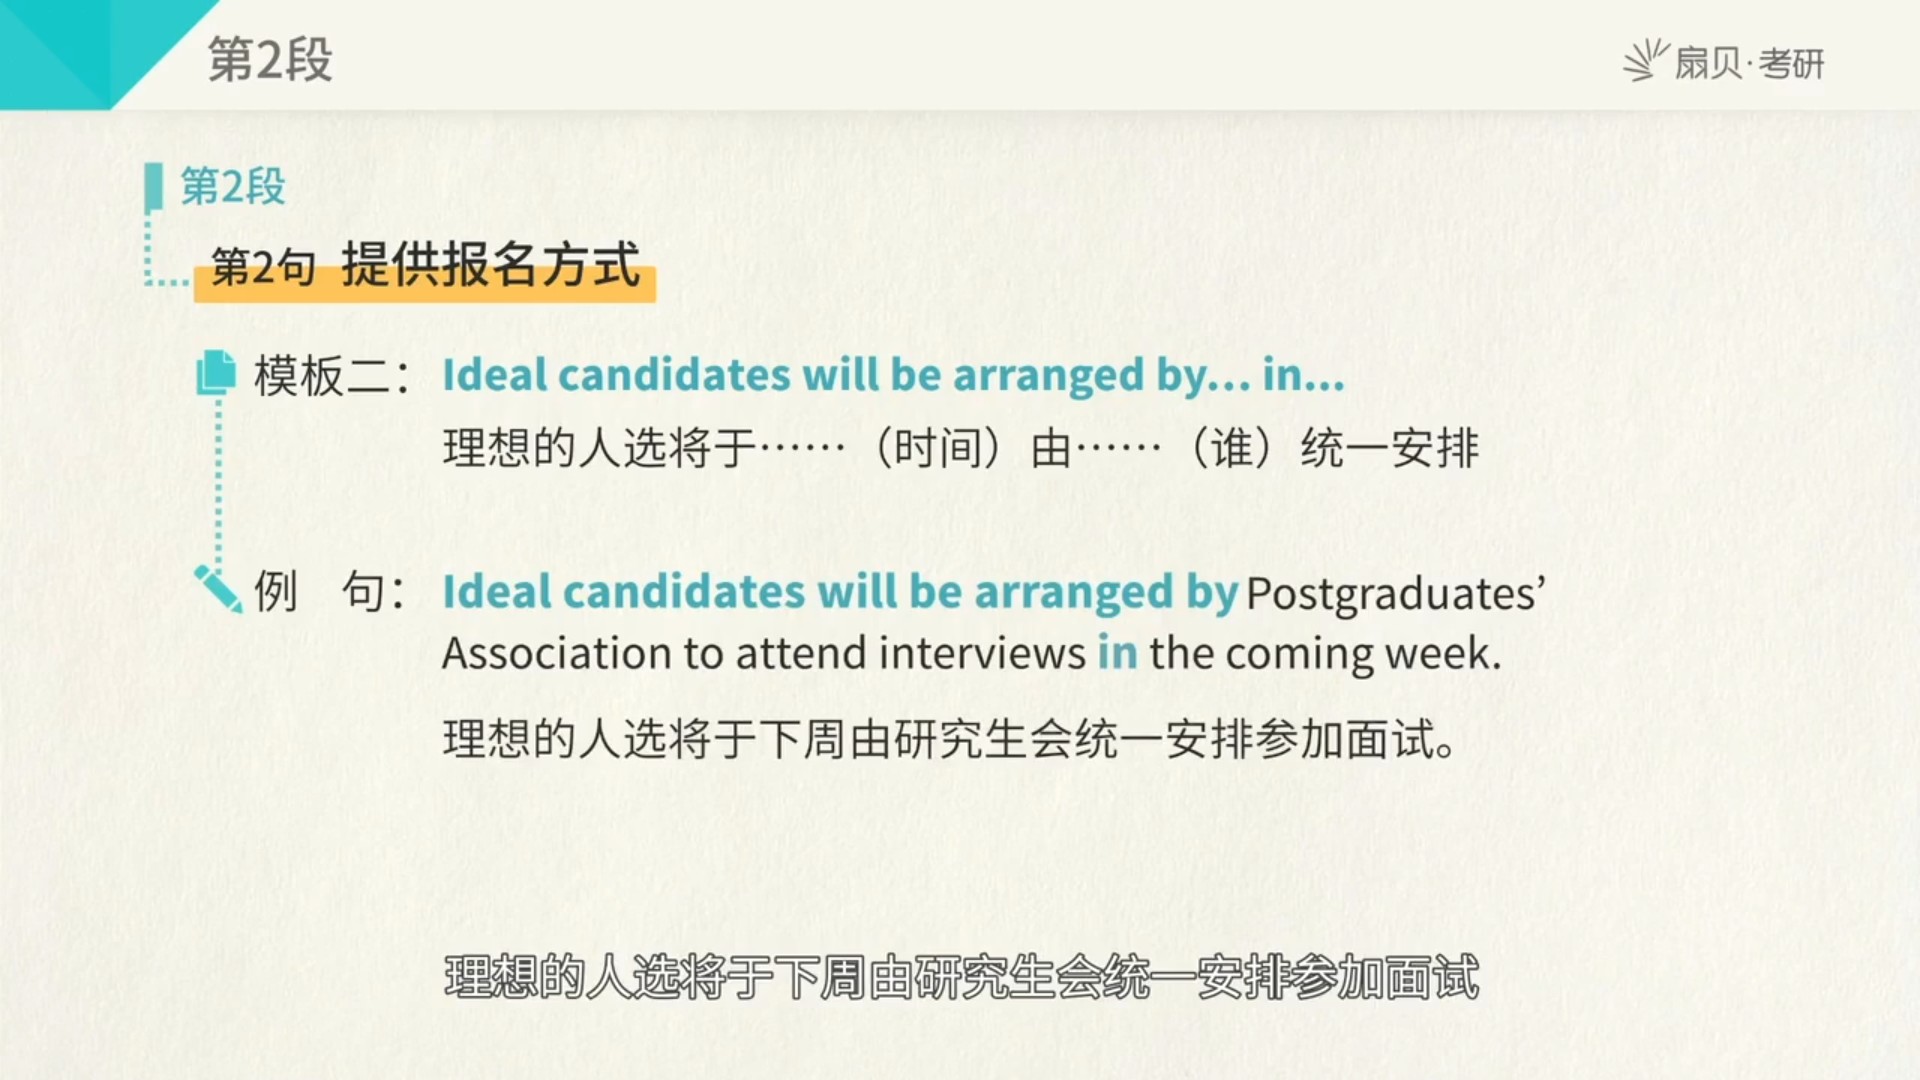 第2段
扇贝·考研
第2段
第2句 提供报名方式
模板二： Ideal candidates will be arranged by... in...
理想的人选将于……（时间）由……（谁）统一安排
例 句： Ideal candidates will be arranged by Postgraduates’
Association to attend interviews in the coming week.
理想的人选将于下周由研究生会统一安排参加面试。
理想的人选将于下周由研究生会统一安排参加面试